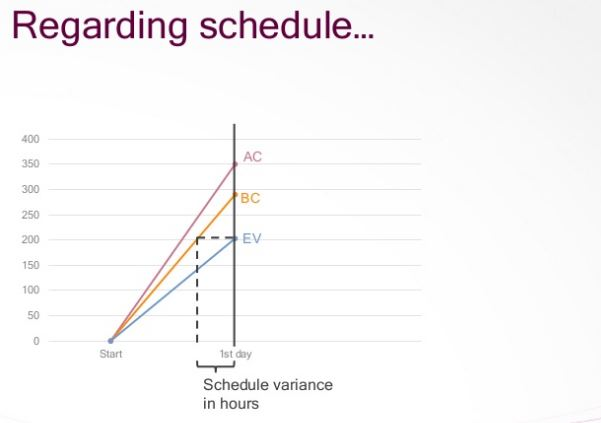 Regarding schedule...
400
350
300
250
200
150
100
50
0
AC
BC
EV
Start
1st day
Schedule variance
in hours